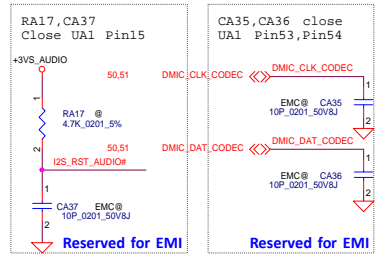 RA17,CA37
Close UA1 Pin15
+3VS_AUDIO
50,51
1
RA17 @
4.7K_0201_5%
2
50,51
I2S_RST_AUDIO#
1
CA37 EMC@
10P_0201_50V8J
2
Reserved for EMI
CA35,CA36 close
UA1 Pin53,Pin54
DMIC_CLK_CODEC
DMIC_CLK_CODEC
1
EMC@ CA35
10P_0201_50V8J
2
DMIC_DAT_CODEC
DMIC_DAT_CODEC
1
EMC@ CA36
10P_0201_50V8J
2
Reserved for EMI